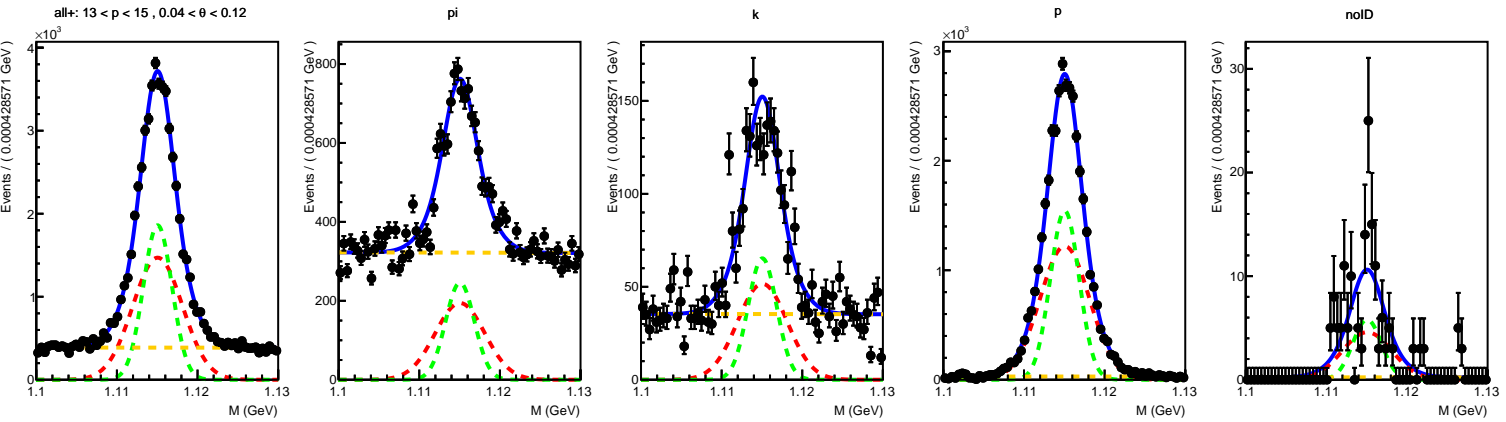 all+: 13 < p < 15 , 0.04 < θ < 0.12
×10³
Events / ( 0.000428571 GeV )
4
3
2
1
0
1.1 1.11 1.12 1.13
M (GeV)
pi
Events / ( 0.000428571 GeV )
800
600
400
200
0
1.1 1.11 1.12 1.13
M (GeV)
k
Events / ( 0.000428571 GeV )
150
100
50
0
1.1 1.11 1.12 1.13
M (GeV)
p
×10³
Events / ( 0.000428571 GeV )
3
2
1
0
1.1 1.11 1.12 1.13
M (GeV)
noID
Events / ( 0.000428571 GeV )
30
20
10
0
1.1 1.11 1.12 1.13
M (GeV)